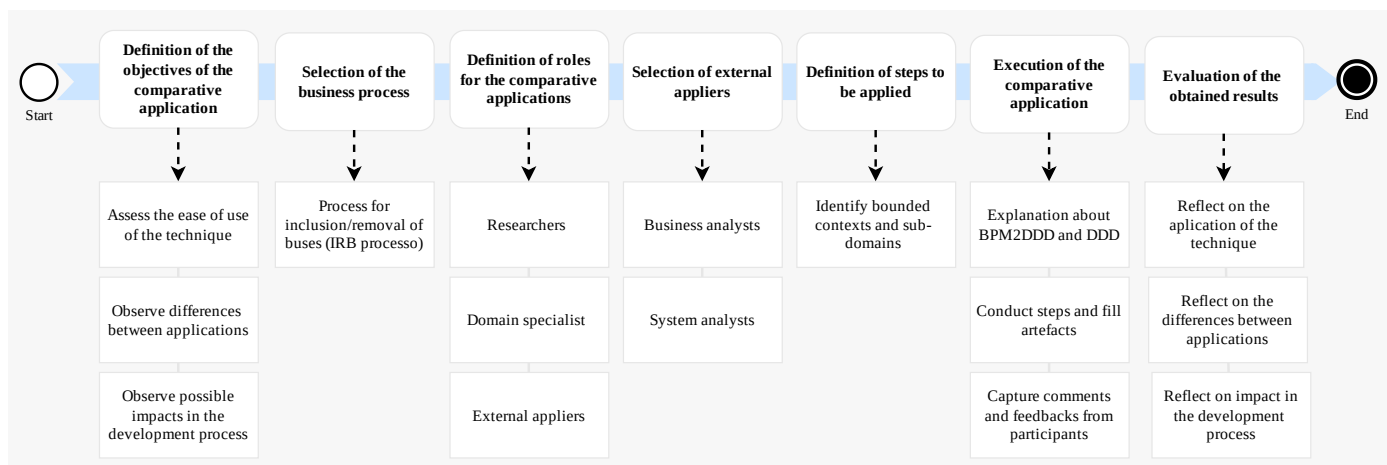 Start
Definition of the
objectives of the
comparative
application
Selection of the
business process
Definition of roles
for the comparative
applications
Selection of external
appliers
Definition of steps to
be applied
Execution of the
comparative
application
Evaluation of the
obtained results
End
Assess the ease of use
of the technique
Observe differences
between applications
Observe possible
impacts in the
development process
Process for
inclusion/removal of
buses (IRB processo)
Researchers
Domain specialist
External appliers
Business analysts
System analysts
Identify bounded
contexts and sub-
domains
Explanation about
BPM2DDD and DDD
Conduct steps and fill
artefacts
Capture comments
and feedbacks from
participants
Reflect on the
aplication of the
technique
Reflect on the
differences between
applications
Reflect on impact in
the development
process